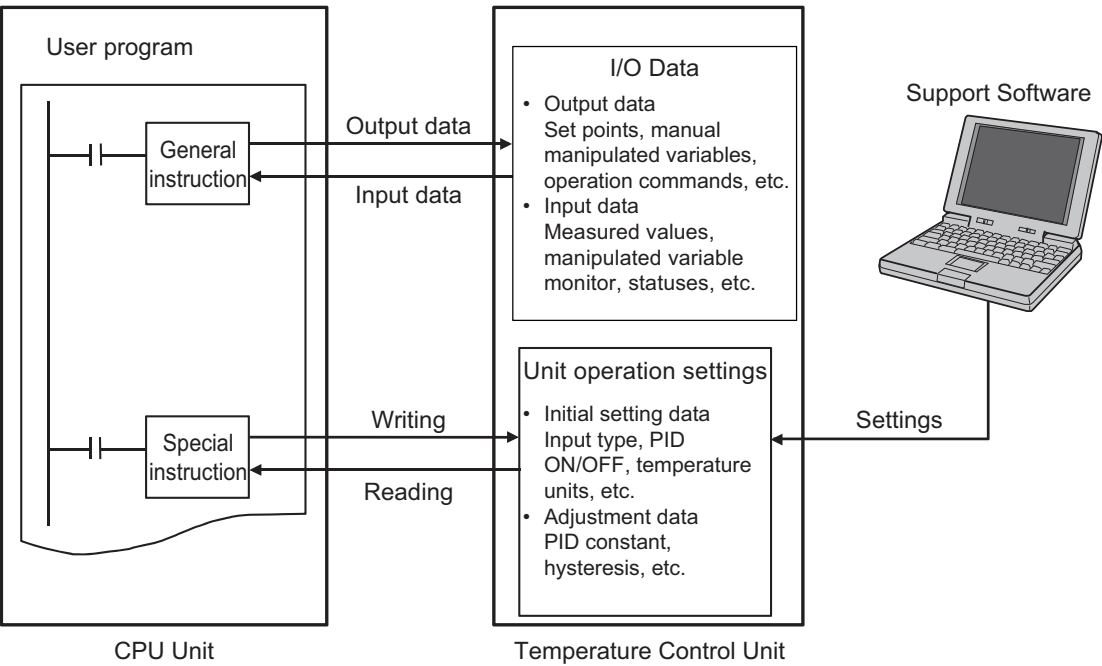 User program
General
instruction
Output data
Input data
I/O Data
• Output data
Set points, manual
manipulated variables,
operation commands, etc.
• Input data
Measured values,
manipulated variable
monitor, statuses, etc.
Support Software
Special
instruction
Writing
Reading
Unit operation settings
• Initial setting data
Input type, PID
ON/OFF, temperature
units, etc.
• Adjustment data
PID constant,
hysteresis, etc.
Settings
CPU Unit
Temperature Control Unit